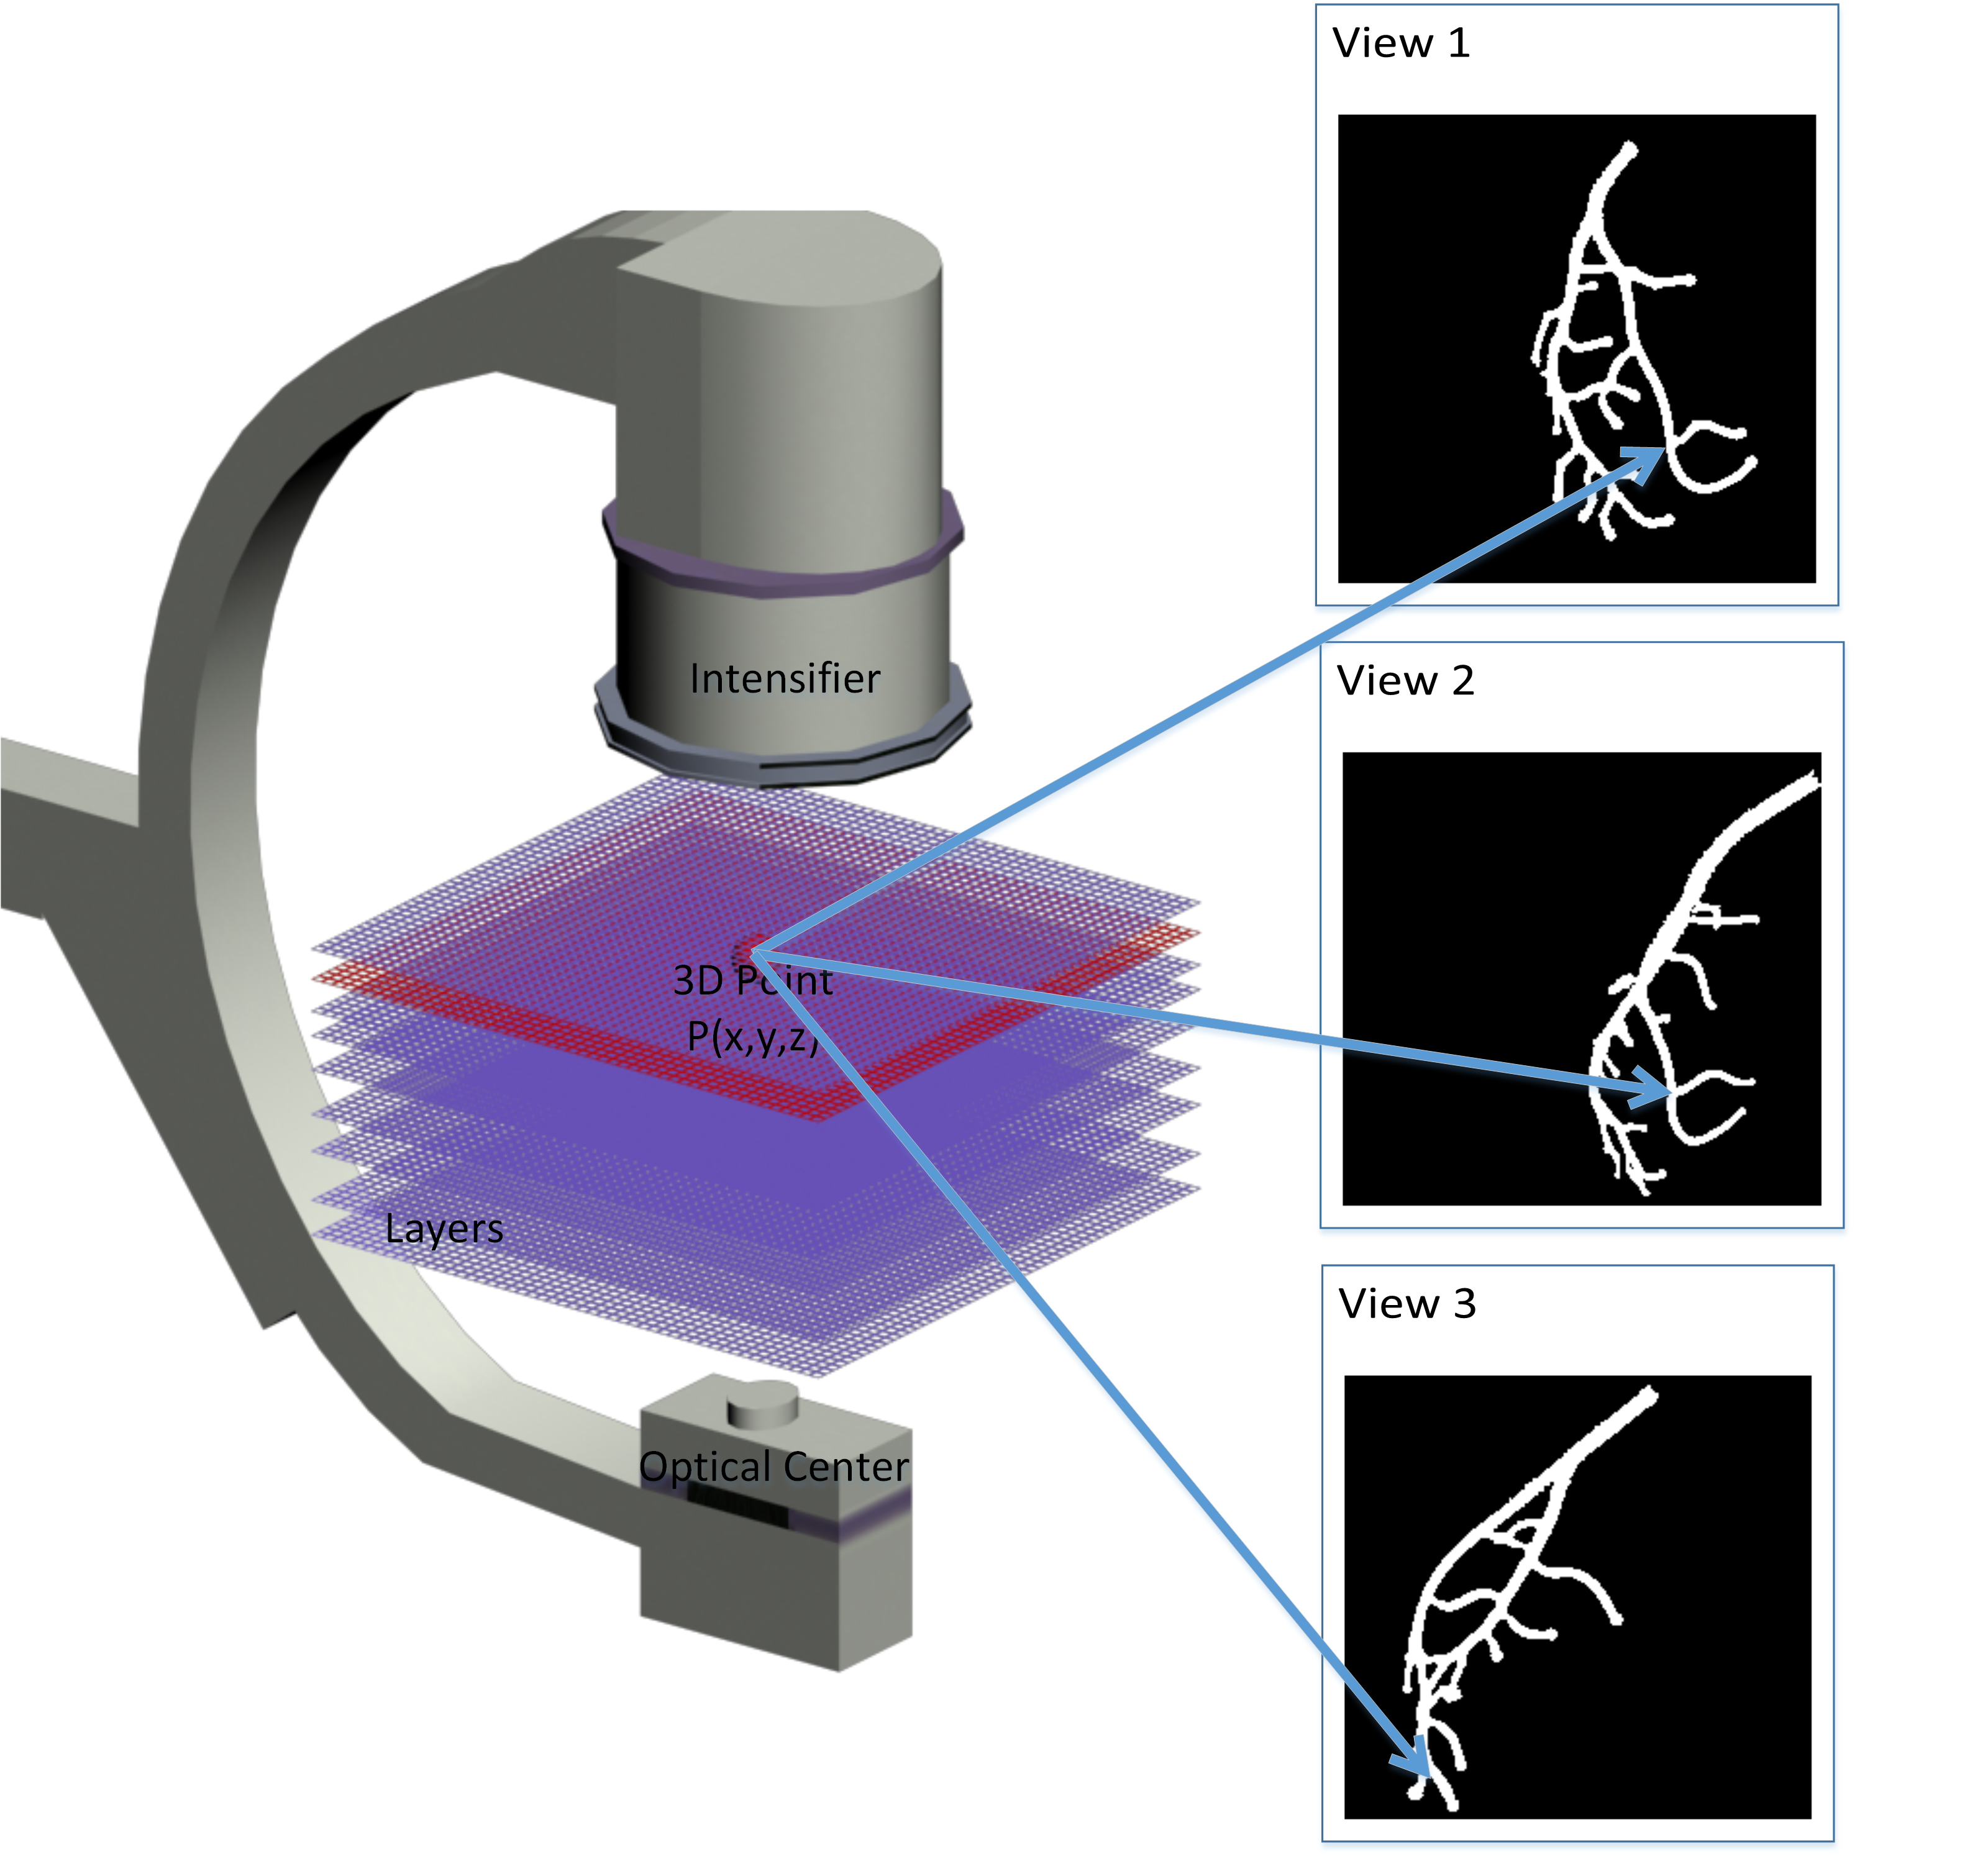 View 1
View 2
Intensifier
3D Point
P(x,y,z)
Layers
View 3
Optical Center